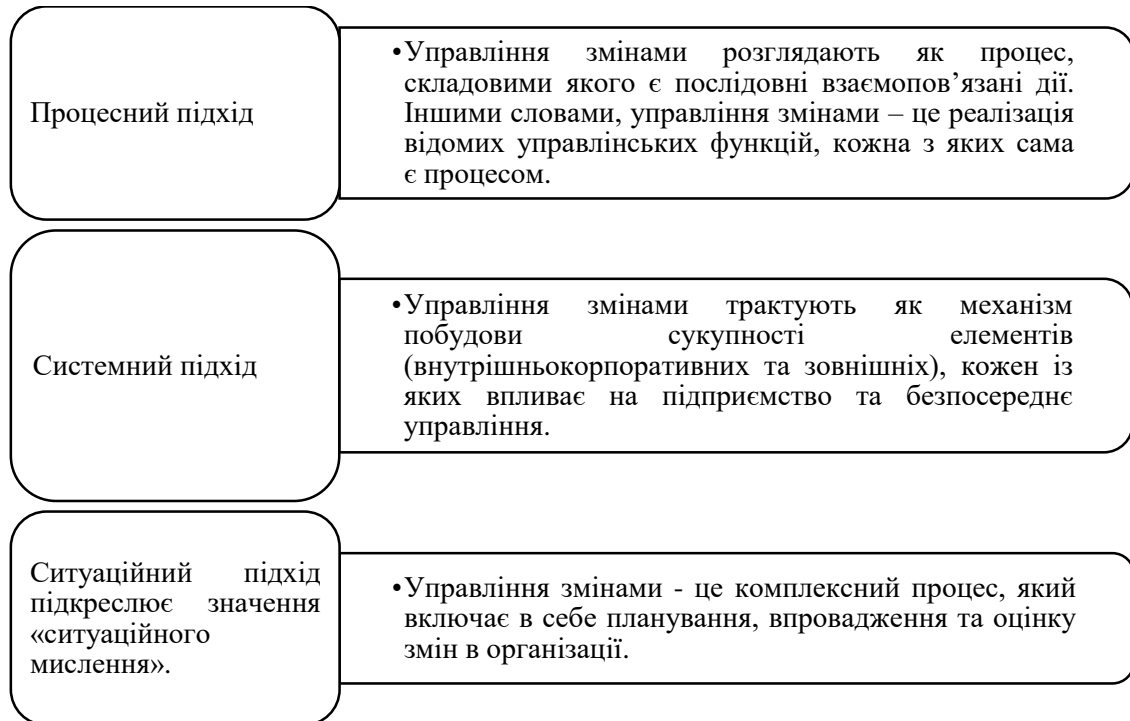 Процесний підхід
•Управління змінами розглядають як процес,
складовими якого є послідовні взаємопов’язані дії.
Іншими словами, управління змінами – це реалізація
відомих управлінських функцій, кожна з яких сама
є процесом.
Системний підхід
•Управління змінами трактують як механізм
побудови сукупності елементів
(внутрішньокорпоративних та зовнішніх), кожен із
яких впливає на підприємство та безпосереднє
управління.
Ситуаційний підхід
підкреслює значення
«ситуаційного
мислення».
•Управління змінами - це комплексний процес, який
включає в себе планування, впровадження та оцінку
змін в організації.